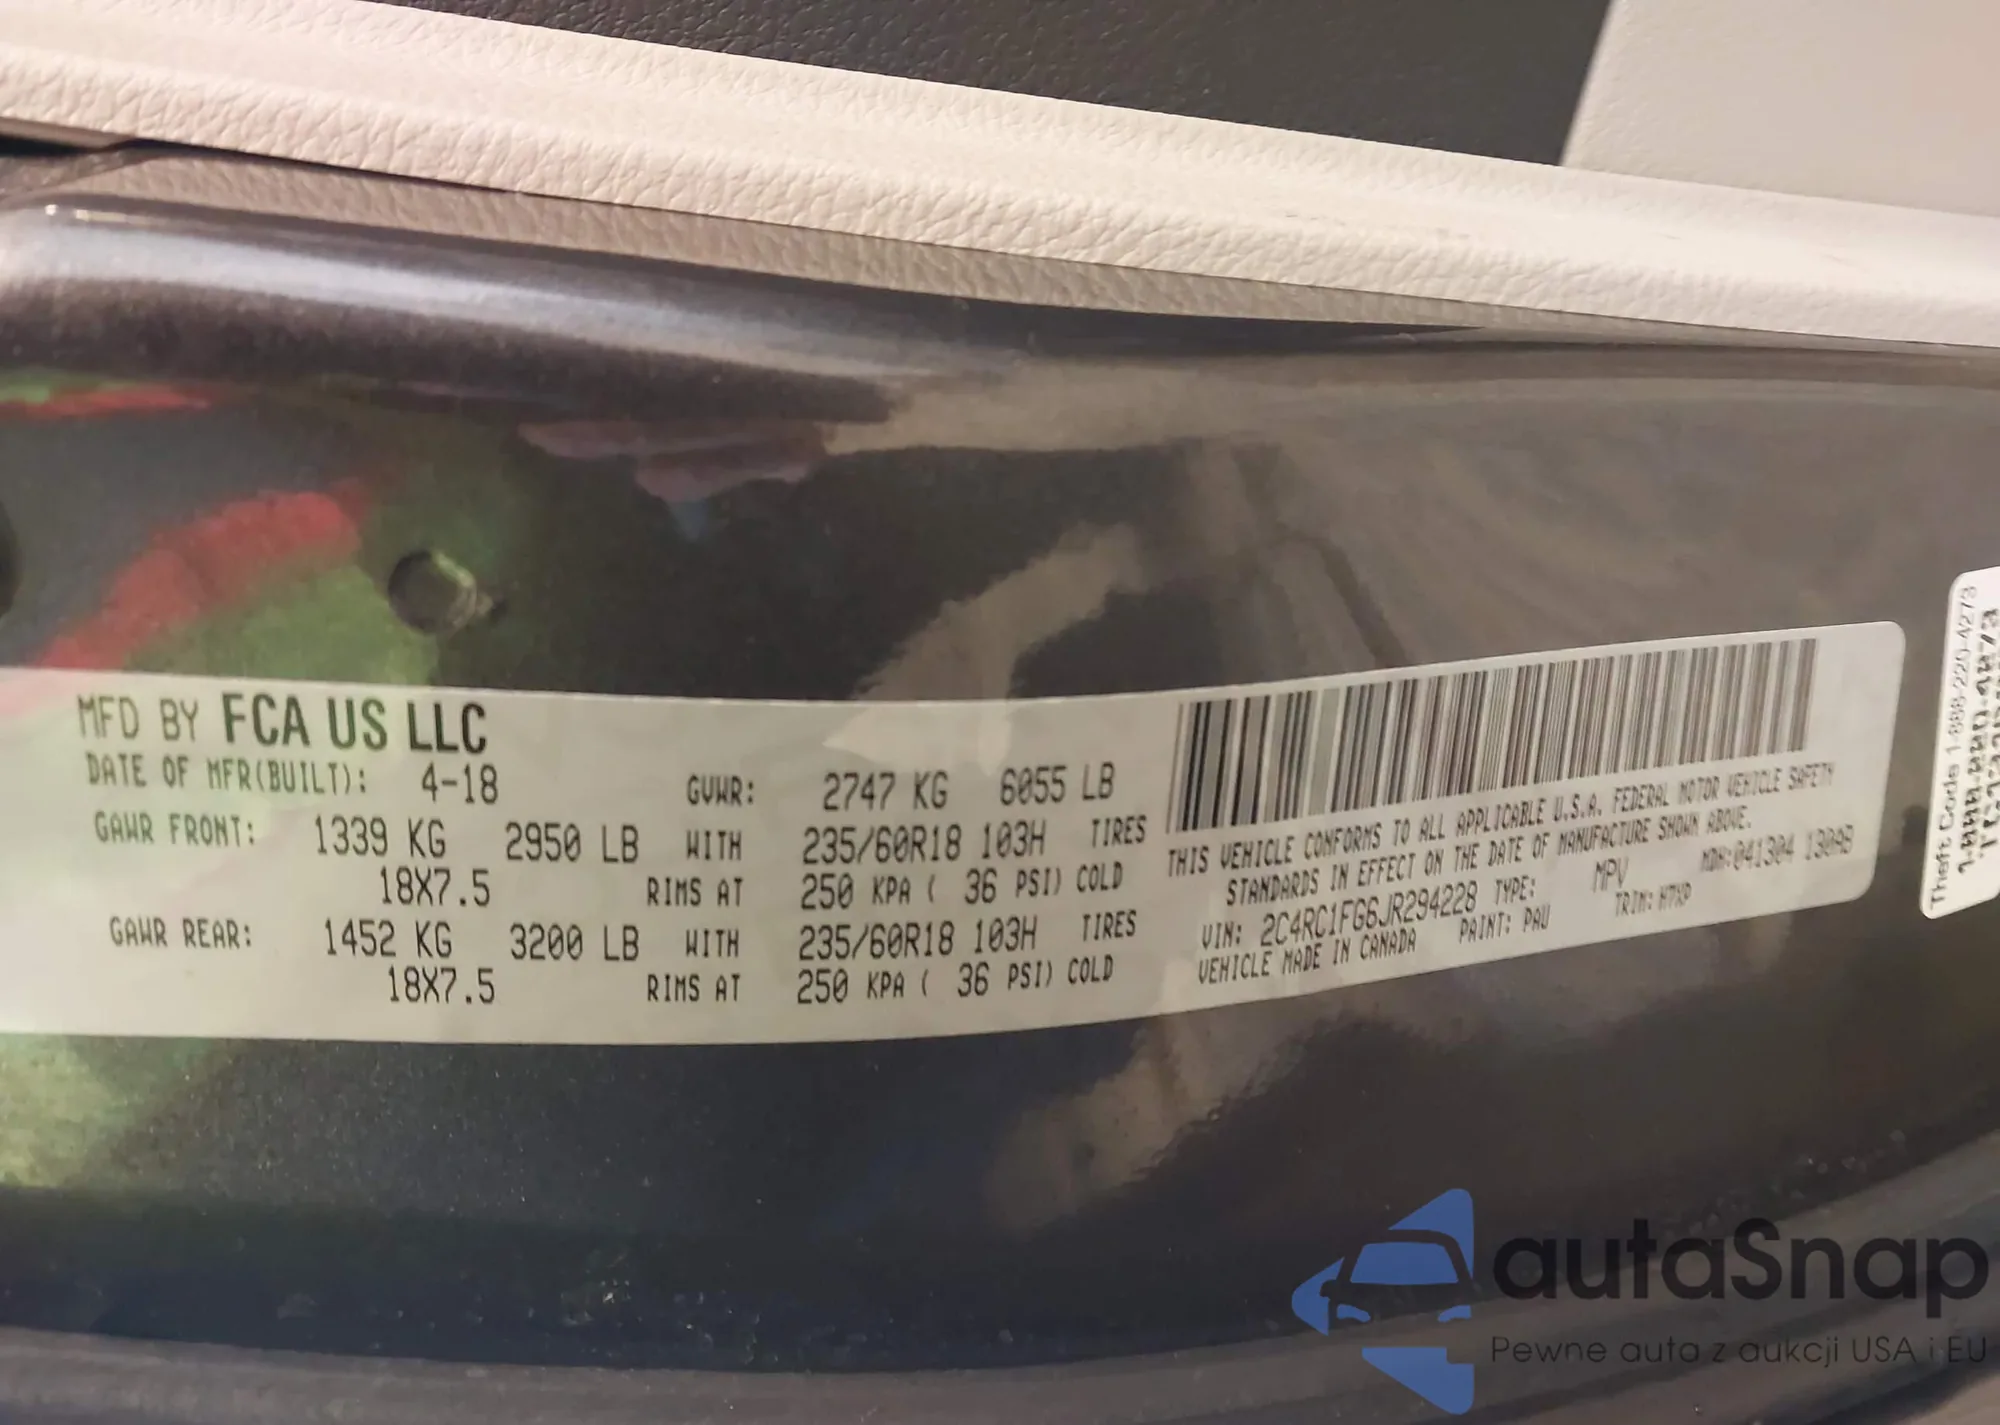 MFD BY FCA US LLC
DATE OF MFR(BUILT): 4-18 GVWR: 2747 KG 6055 LB
GAWR FRONT: 1339 KG 2950 LB WITH 235/60R18 103H TIRES
18X7.5 RIMS AT 250 KPA ( 36 PSI) COLD
GAWR REAR: 1452 KG 3200 LB WITH 235/60R18 103H TIRES
18X7.5 RIMS AT 250 KPA ( 36 PSI) COLD
THIS VEHICLE CONFORMS TO ALL APPLICABLE U.S.A. FEDERAL MOTOR VEHICLE SAFETY
STANDARDS IN EFFECT ON THE DATE OF MANUFACTURE SHOWN ABOVE.
VIN: 2C4RC1FG6JR294228 TYPE: MPV MDH:041304 130AB
VEHICLE MADE IN CANADA PAINT: PAU TRIM:
Theft Code 1-888-220-4273
autaSnap
Pewne auta z aukcji USA i EU